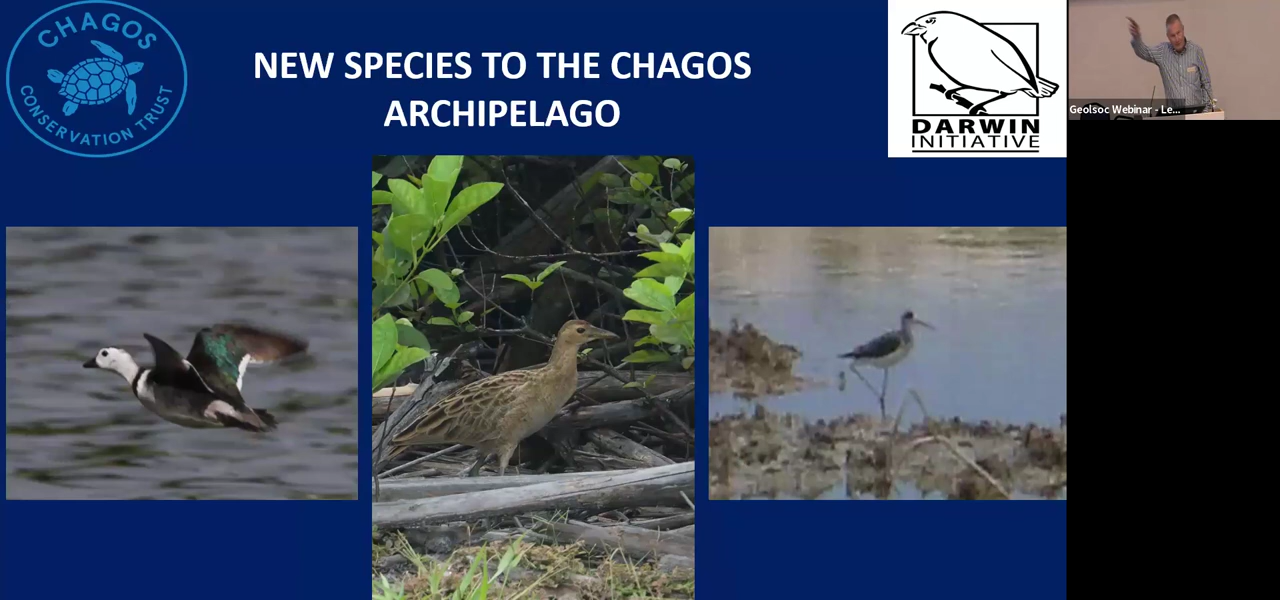 CHAGOS
CONSERVATION TRUST
NEW SPECIES TO THE CHAGOS
ARCHIPELAGO
DARWIN
INITIATIVE
Geolsoc Webinar - Le...